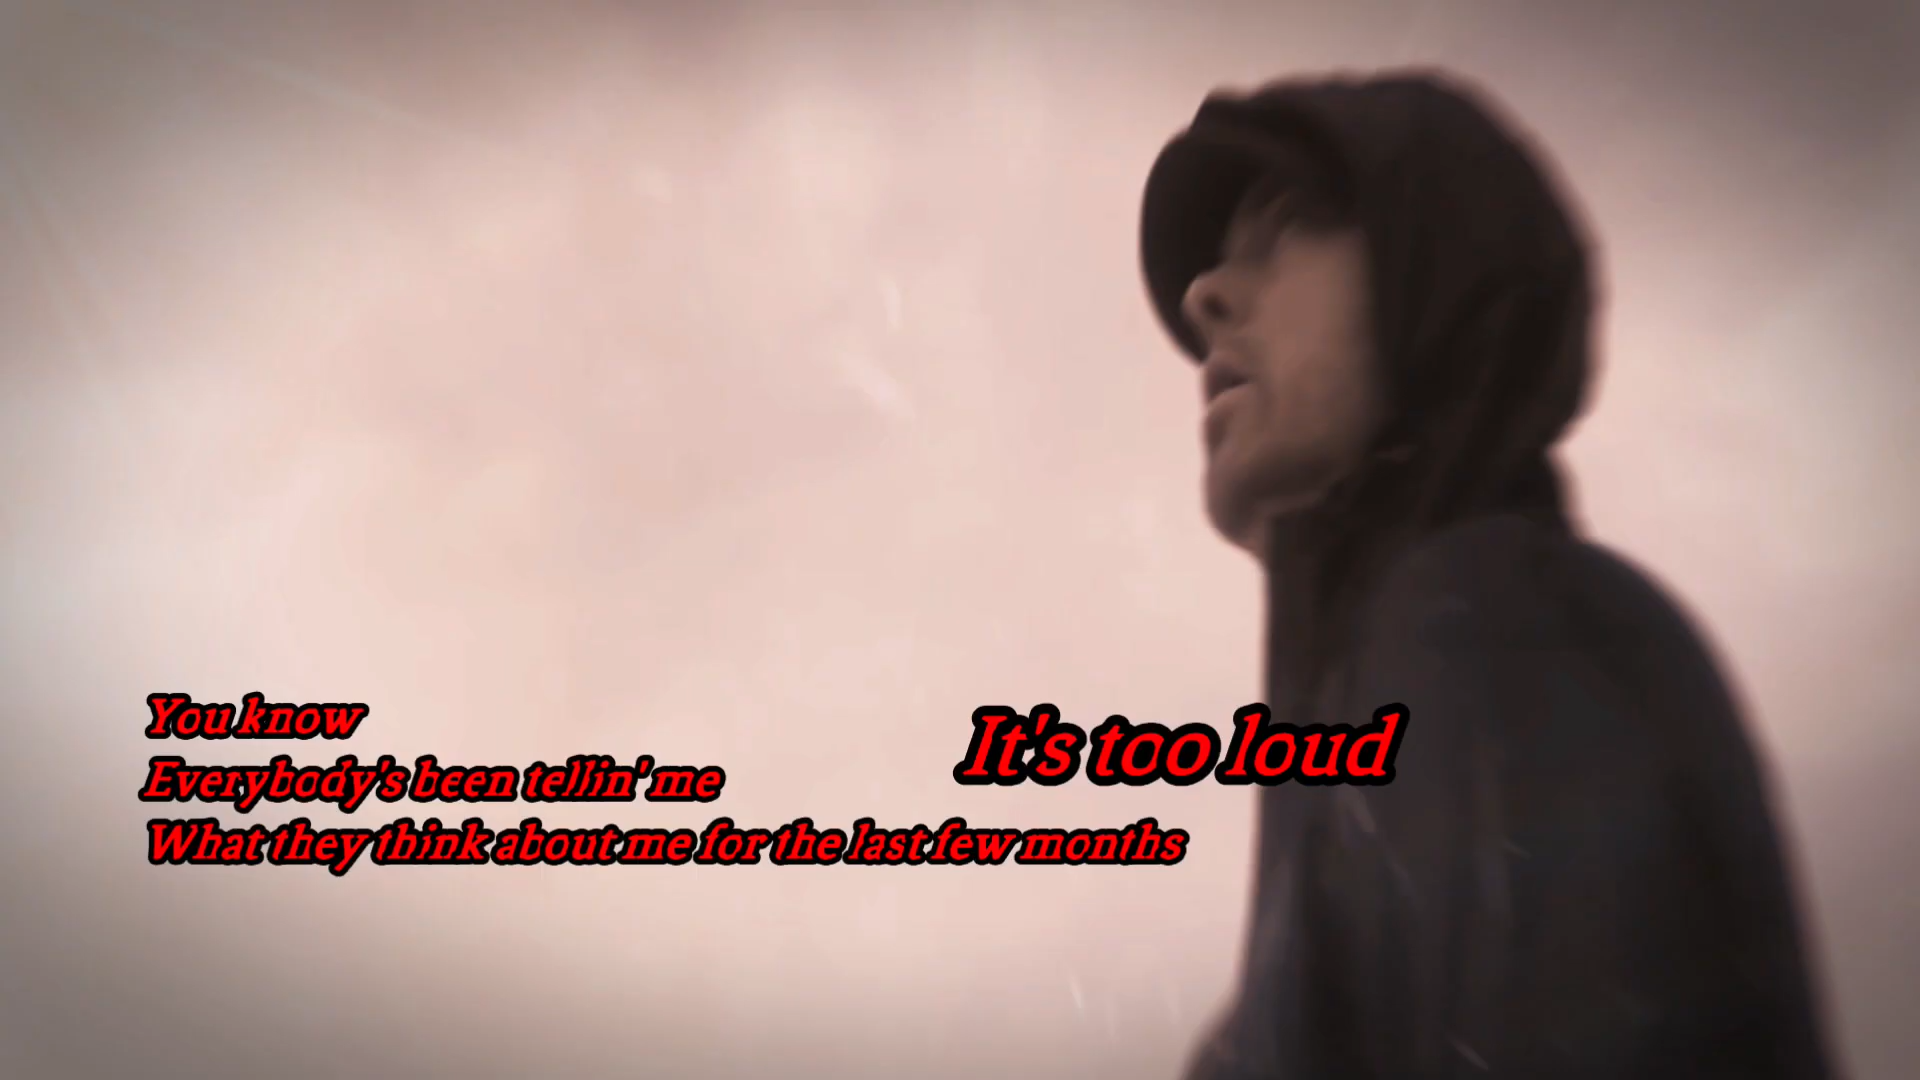 You know
Everybody's been tellin' me
What they think about me for the last few months
It's too loud